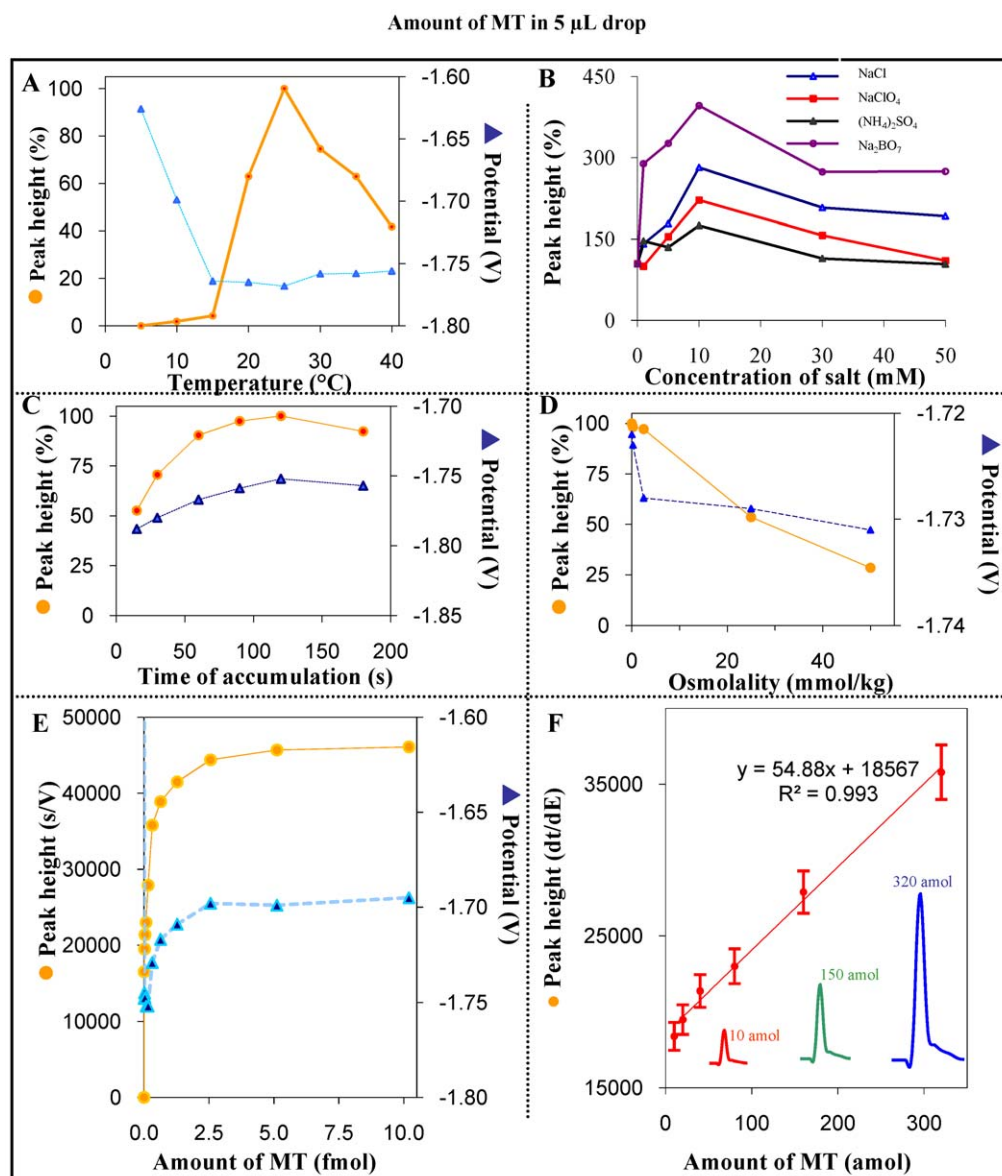 Amount of MT in 5 µL drop
A
Peak height (%)
100
80
60
40
20
0
0
10
20
30
40
Temperature (°C)
-1.60
-1.65
-1.70
-1.75
-1.80
Potential (V)
B
Peak height (%)
450
300
150
0
0
10
20
30
40
50
Concentration of salt (mM)
NaCl
NaClO4
(NH4)2SO4
Na2BO7
C
Peak height (%)
100
75
50
25
0
0
50
100
150
200
Time of accumulation (s)
-1.70
-1.75
-1.80
-1.85
Potential (V)
D
Peak height (%)
100
75
50
25
0
0
20
40
Osmolality (mmol/kg)
-1.72
-1.73
-1.74
Potential (V)
E
Peak height (s/V)
50000
40000
30000
20000
10000
0
0.0
2.5
5.0
7.5
10.0
Amount of MT (fmol)
-1.60
-1.65
-1.70
-1.75
-1.80
Potential (V)
F
Peak height (dt/dE)
35000
25000
15000
y = 54.88x + 18567
R² = 0.993
320 amol
150 amol
10 amol
0
100
200
300
Amount of MT (amol)